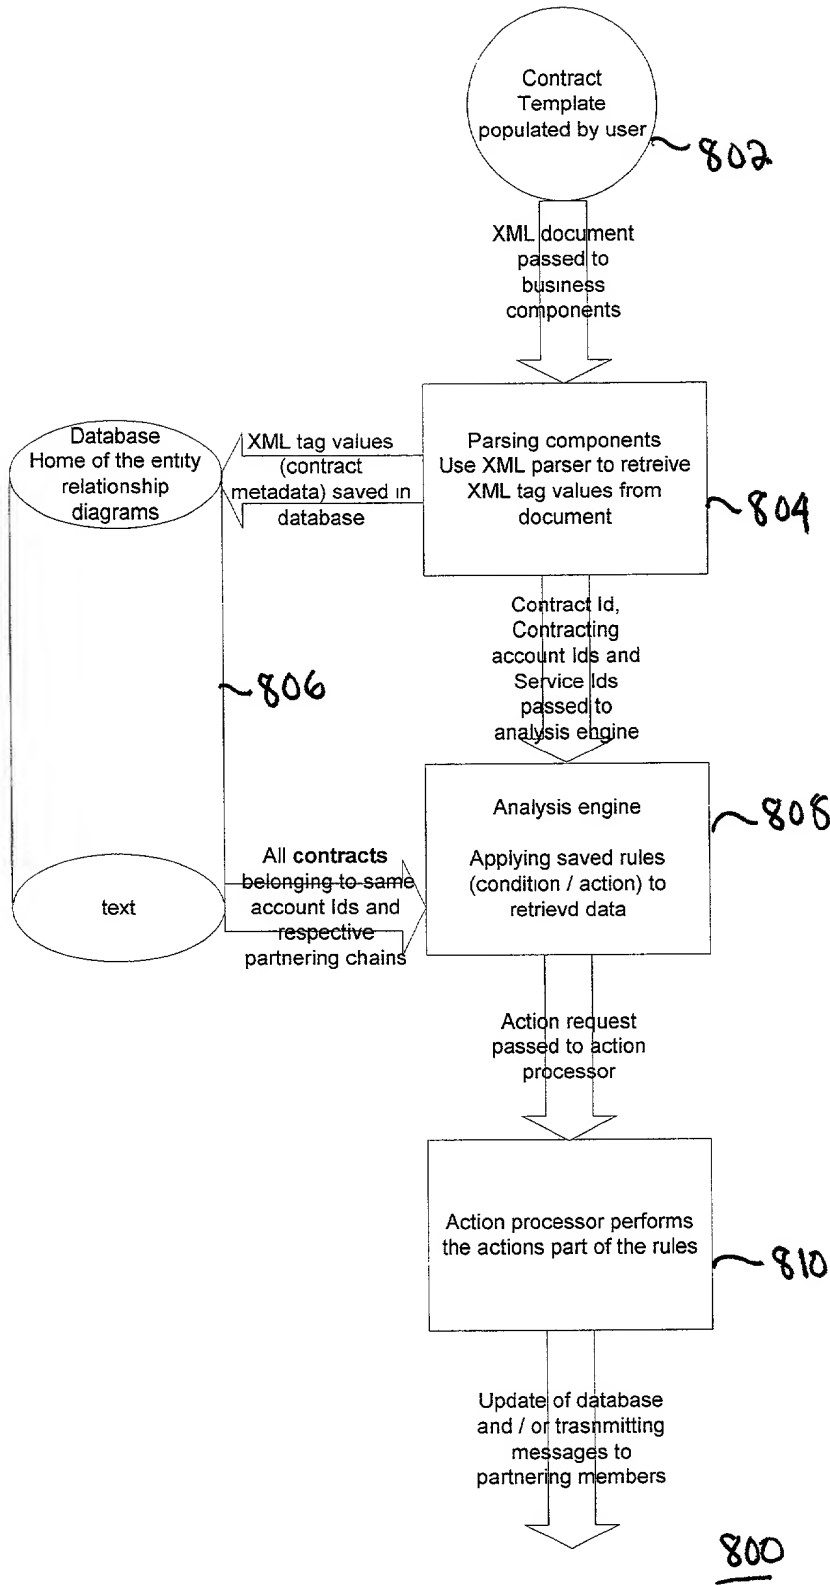 Contract
Template
populated by user
802
XML document
passed to
business
components
Database
Home of the entity
relationship
diagrams
XML tag values
(contract
metadata) saved in
database
Parsing components
Use XML parser to retreive
XML tag values from
document
804
Contract Id,
Contracting
account Ids and
Service Ids
passed to
analysis engine
806
Analysis engine
Applying saved rules
(condition / action) to
retrievd data
808
text
All contracts
belonging to same
account Ids and
respective
partnering chains
Action request
passed to action
processor
Action processor performs
the actions part of the rules
810
Update of database
and / or trasnmitting
messages to
partnering members
800